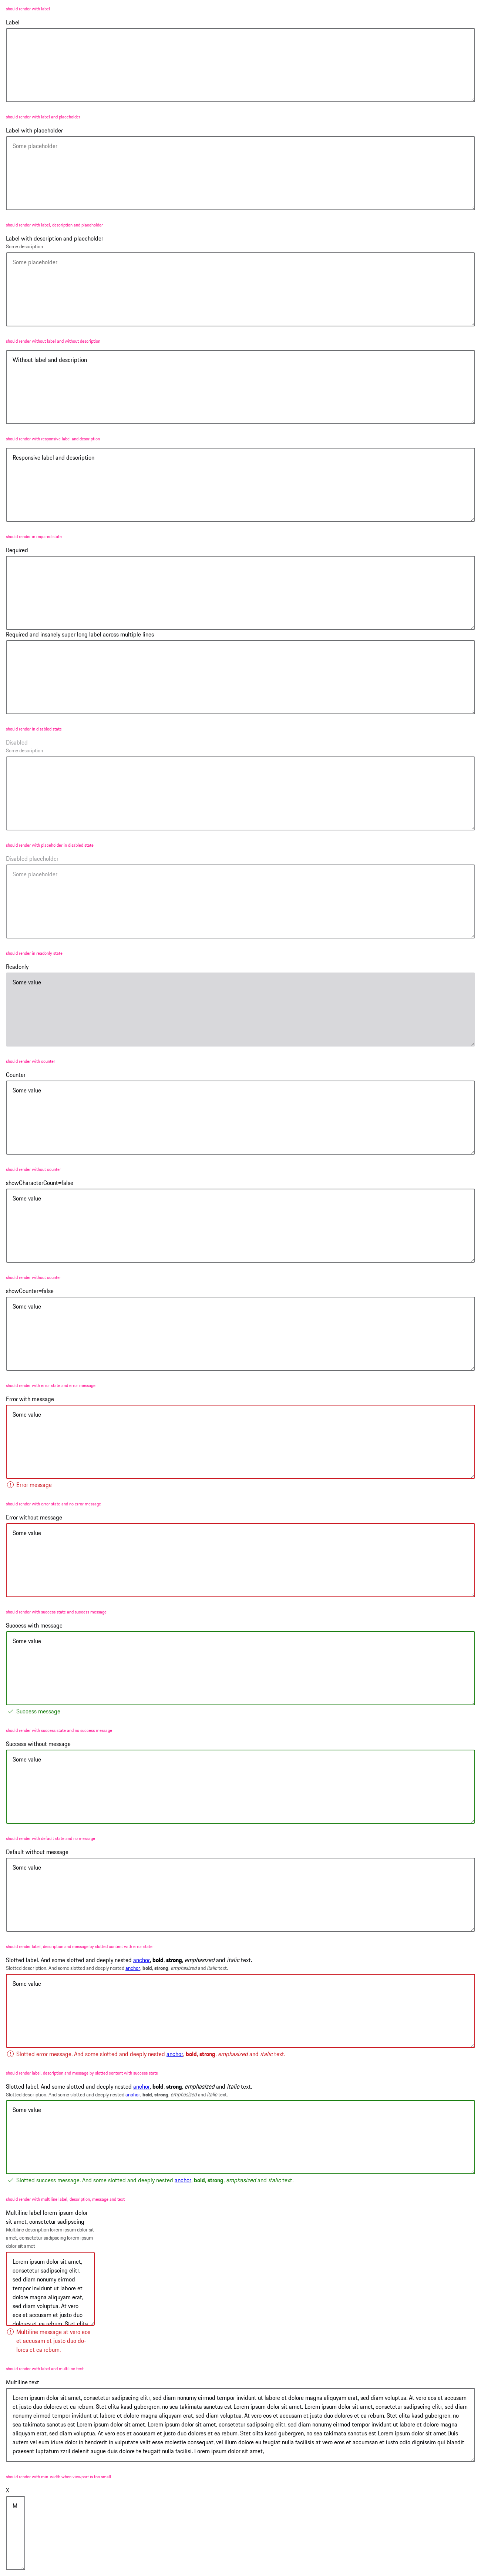 should render with label
Label
should render with label and placeholder
Label with placeholder
Some placeholder
should render with label, description and placeholder
Label with description and placeholder
Some description
Some placeholder
should render without label and without description
Without label and description
should render with responsive label and description
Responsive label and description
should render in required state
Required
Required and insanely super long label across multiple lines
should render in disabled state
Disabled
Some description
should render with placeholder in disabled state
Disabled placeholder
Some placeholder
should render in readonly state
Readonly
Some value
should render with counter
Counter
Some value
should render without counter
showCharacterCount=false
Some value
should render without counter
showCounter=false
Some value
should render with error state and error message
Error with message
Some value
Error message
should render with error state and no error message
Error without message
Some value
should render with success state and success message
Success with message
Some value
Success message
should render with success state and no success message
Success without message
Some value
should render with default state and no message
Default without message
Some value
should render label, description and message by slotted content with error state
Slotted label. And some slotted and deeply nested anchor, bold, strong, emphasized and italic text.
Slotted description. And some slotted and deeply nested anchor, bold, strong, emphasized and italic text.
Some value
Slotted error message. And some slotted and deeply nested anchor, bold, strong, emphasized and italic text.
should render label, description and message by slotted content with success state
Slotted label. And some slotted and deeply nested anchor, bold, strong, emphasized and italic text.
Slotted description. And some slotted and deeply nested anchor, bold, strong, emphasized and italic text.
Some value
Slotted success message. And some slotted and deeply nested anchor, bold, strong, emphasized and italic text.
should render with multiline label, description, message and text
Multiline label lorem ipsum dolor
sit amet, consetetur sadipscing
Multiline description lorem ipsum dolor sit
amet, consetetur sadipscing lorem ipsum
dolor sit amet
Lorem ipsum dolor sit amet,
consetetur sadipscing elitr,
sed diam nonumy eirmod
tempor invidunt ut labore et
dolore magna aliquyam erat,
sed diam voluptua. At vero
eos et accusam et justo duo
dolores et ea rebum. Stet clita
Multiline message at vero eos
et accusam et justo duo do-
lores et ea rebum.
should render with label and multiline text
Multiline text
Lorem ipsum dolor sit amet, consetetur sadipscing elitr, sed diam nonumy eirmod tempor invidunt ut labore et dolore magna aliquyam erat, sed diam voluptua. At vero eos et accusam
et justo duo dolores et ea rebum. Stet clita kasd gubergren, no sea takimata sanctus est Lorem ipsum dolor sit amet. Lorem ipsum dolor sit amet, consetetur sadipscing elitr, sed diam
nonumy eirmod tempor invidunt ut labore et dolore magna aliquyam erat, sed diam voluptua. At vero eos et accusam et justo duo dolores et ea rebum. Stet clita kasd gubergren, no
sea takimata sanctus est Lorem ipsum dolor sit amet. Lorem ipsum dolor sit amet, consetetur sadipscing elitr, sed diam nonumy eirmod tempor invidunt ut labore et dolore magna
aliquyam erat, sed diam voluptua. At vero eos et accusam et justo duo dolores et ea rebum. Stet clita kasd gubergren, no sea takimata sanctus est. Lorem ipsum dolor sit amet.Duis
autem vel eum iriure dolor in hendrerit in vulputate velit esse molestie consequat, vel illum dolore eu feugiat nulla facilisis at vero eos et accumsan et iusto odio dignissim qui blandit
praesent luptatum zzril delenit augue duis dolore te feugait nulla facilisi. Lorem ipsum dolor sit amet,
should render with min-width when viewport is too small
X
M